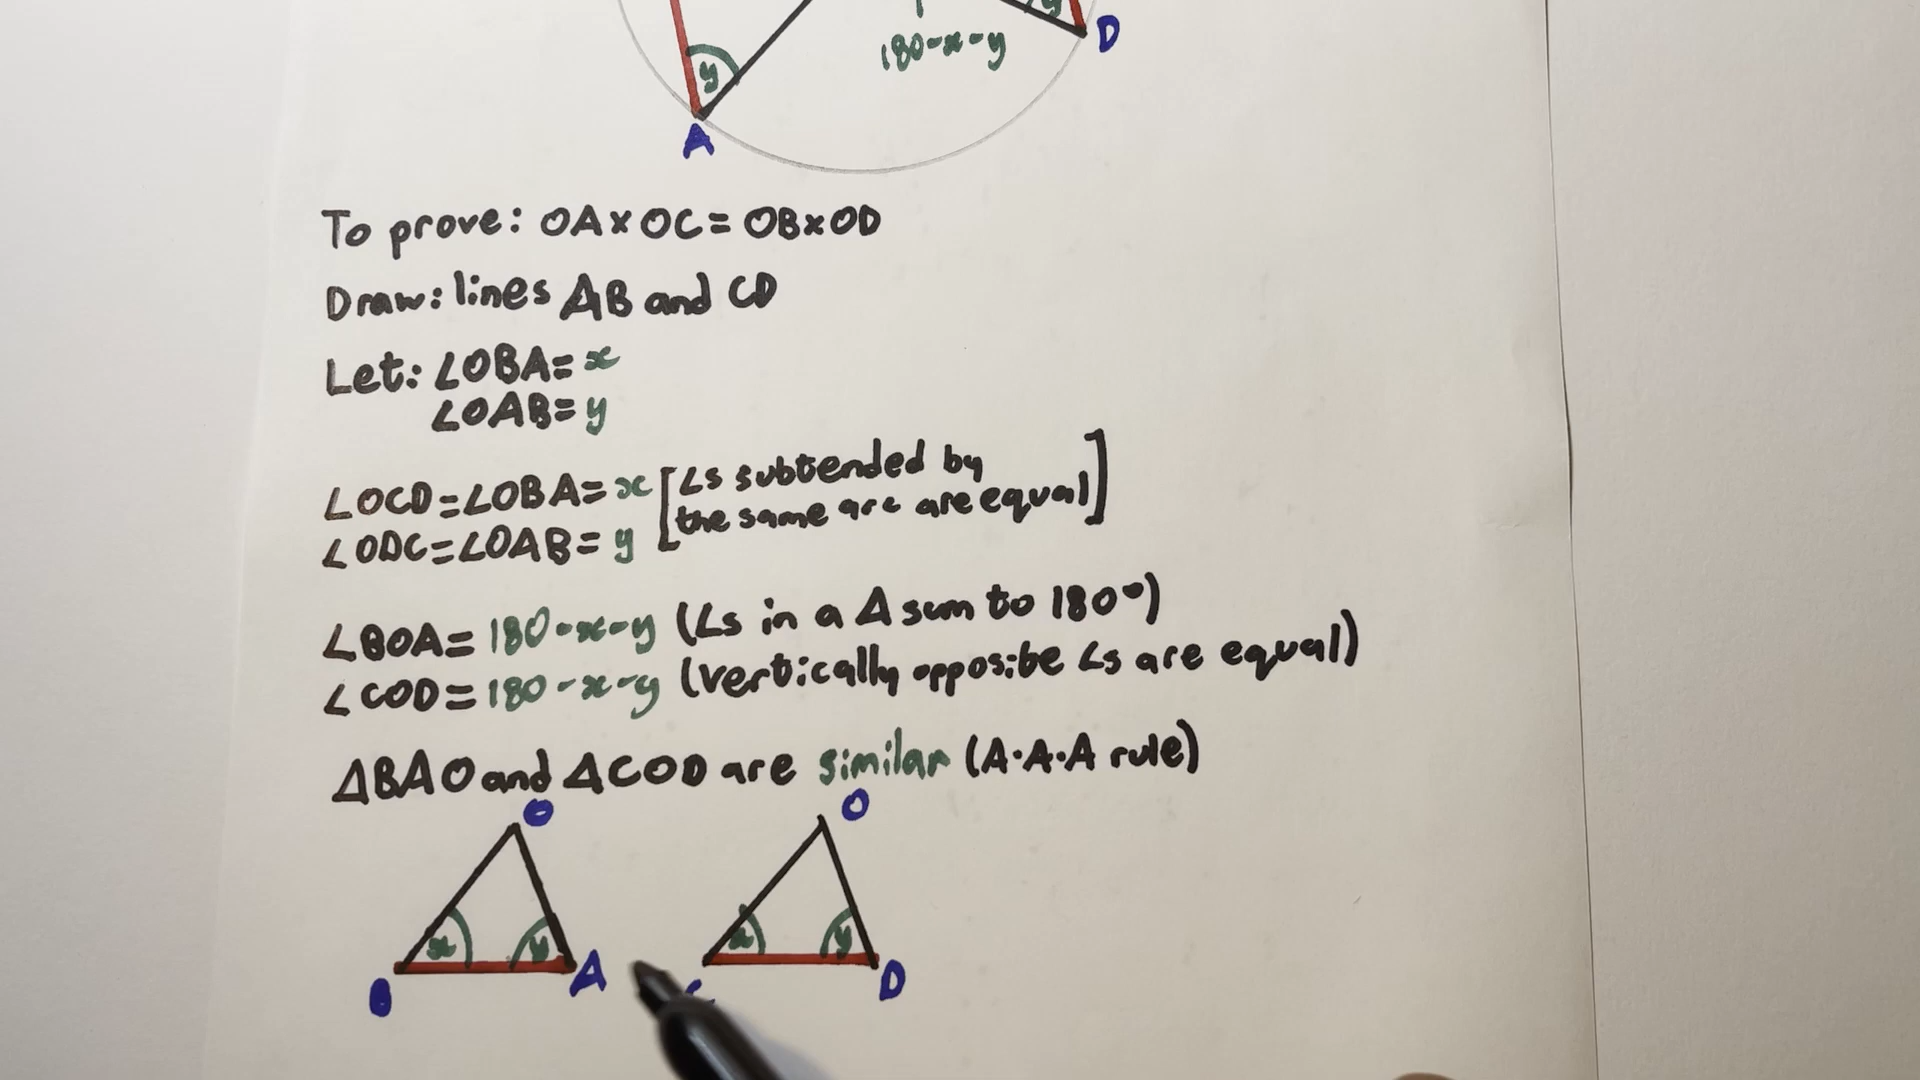 y
180-x-y
D
y
A
To prove: OA×OC=OB×OD
Draw: lines AB and CD
Let: ∠OBA=x
∠OAB=y
∠OCD=∠OBA=x [∠s subtended by
the same arc are equal]
∠ODC=∠OAB=y
∠BOA=180-x-y (∠s in a Δ sum to 180°)
∠COD=180-x-y (vertically opposite ∠s are equal)
ΔBAO and ΔCOD are similar (A·A·A rule)
O O
x y x y
B A D